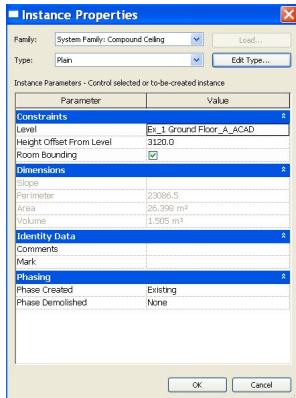 Instance Properties
Family: System Family: Compound Ceiling Load...
Type: Plain Edit Type...
Instance Parameters - Control selected or to-be-created instance
Parameter Value
Constraints
Level Ex_1 Ground Floor_A_ACAD
Height Offset From Level 3120.0
Room Bounding
Dimensions
Slope
Perimeter 23086.5
Area 26.398 m²
Volume 1.505 m³
Identity Data
Comments
Mark
Phasing
Phase Created Existing
Phase Demolished None
OK Cancel